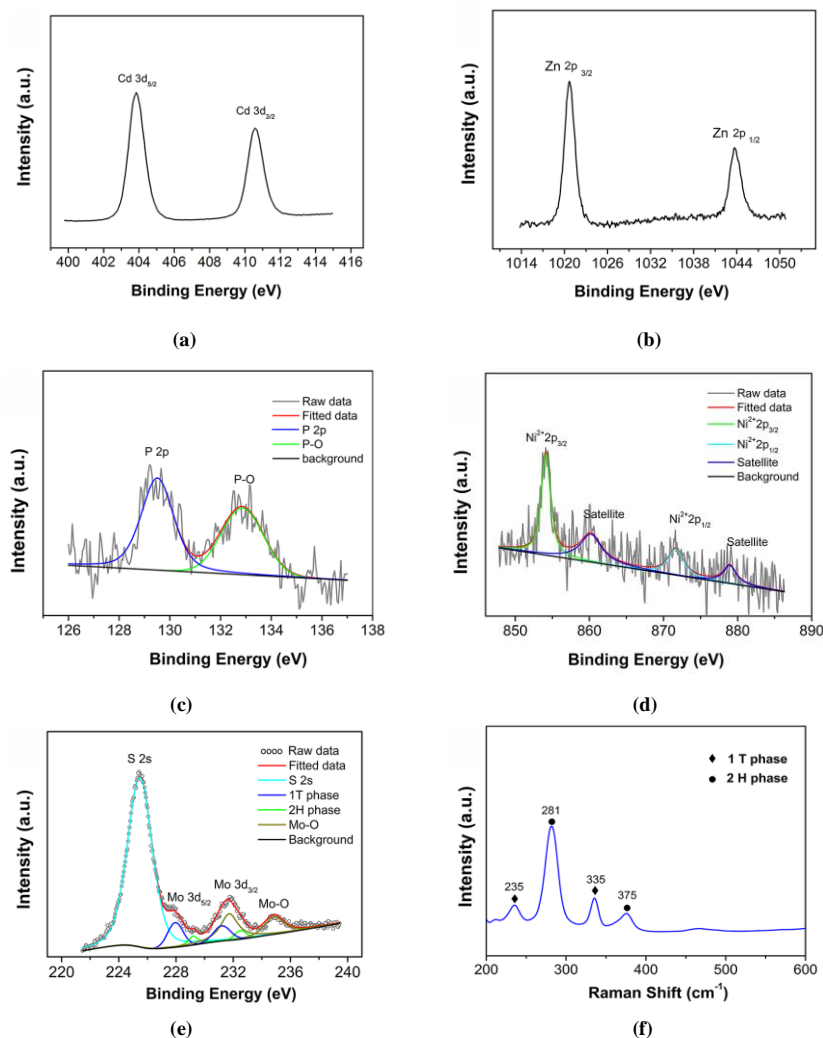 Intensity (a.u.)
Cd 3d5/2
Cd 3d3/2
400 402 404 406 408 410 412 414 416
Binding Energy (eV)
(a)
Intensity (a.u.)
Zn 2p 3/2
Zn 2p 1/2
1014 1020 1026 1032 1038 1044 1050
Binding Energy (eV)
(b)
Intensity (a.u.)
P 2p
P-O
Raw data
Fitted data
P 2p
P-O
background
126 128 130 132 134 136 138
Binding Energy (eV)
(c)
Intensity (a.u.)
Ni²⁺2p3/2
Satellite
Ni²⁺2p1/2
Satellite
Raw data
Fitted data
Ni²⁺2p3/2
Ni²⁺2p1/2
Satellite
Background
850 860 870 880 890
Binding Energy (eV)
(d)
Intensity (a.u.)
S 2s
Mo 3d5/2
Mo 3d3/2
Mo-O
Raw data
Fitted data
S 2s
1T phase
2H phase
Mo-O
Background
220 224 228 232 236 240
Binding Energy (eV)
(e)
Intensity (a.u.)
1 T phase
2 H phase
235
281
335
375
200 300 400 500 600
Raman Shift (cm⁻¹)
(f)